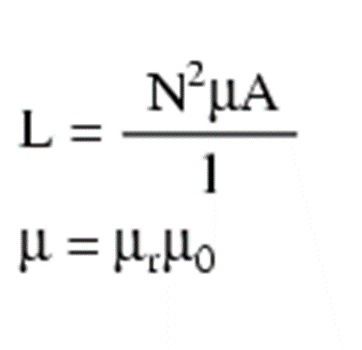 L = N²μA / l
μ = μᵣμ₀